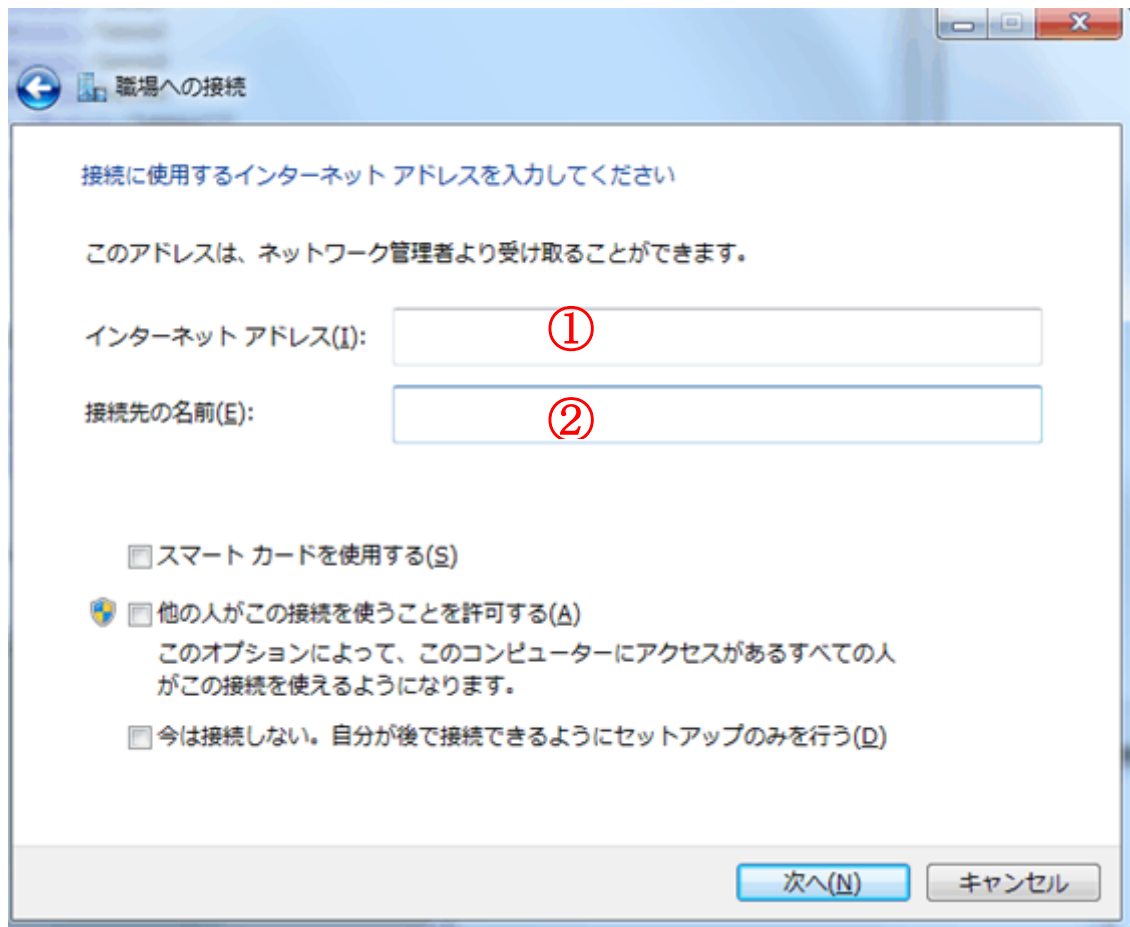 職場への接続
接続に使用するインターネット アドレスを入力してください
このアドレスは、ネットワーク管理者より受け取ることができます。
インターネット アドレス(I): ①
接続先の名前(E): ②
スマート カードを使用する(S)
他の人がこの接続を使うことを許可する(A)
このオプションによって、このコンピューターにアクセスがあるすべての人
がこの接続を使えるようになります。
今は接続しない。自分が後で接続できるようにセットアップのみを行う(D)
次へ(N) キャンセル